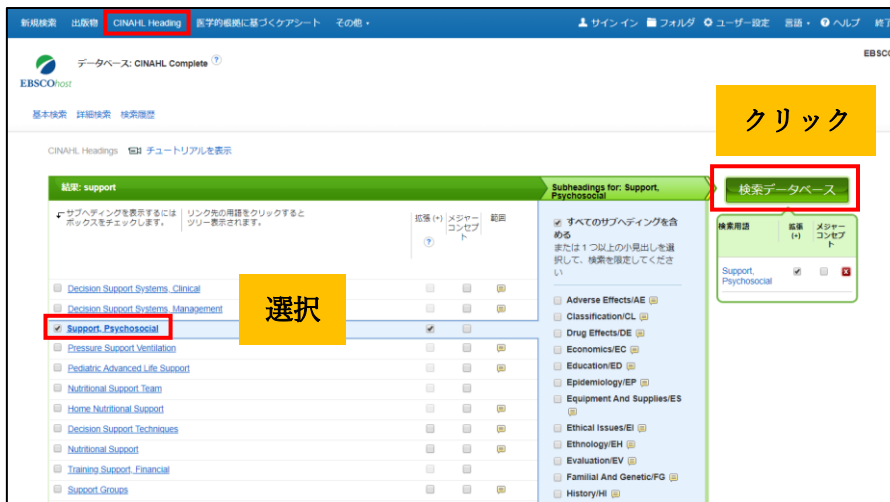 新規検索 出版物 CINAHL Heading 医学的根拠に基づくケアシート その他 サイン イン フォルダ ユーザー設定 言語 ヘルプ 終了
データベース: CINAHL Complete
EBSCO
EBSCOhost
基本検索 詳細検索 検索履歴
クリック
CINAHL Headings チュートリアルを表示
結果: support
Subheadings for: Support, Psychosocial
検索データベース
サブヘディングを表示するにはボックスをチェックします。
リンク先の用語をクリックするとツリー表示されます。
拡張 (+)
メジャーコンセプト
範囲
すべてのサブヘディングを含める
または 1 つ以上の小見出しを選択して、検索を限定してください
検索用語 拡張 (+) メジャーコンセプト
Support, Psychosocial
選択
Decision Support Systems, Clinical
Decision Support Systems, Management
Support, Psychosocial
Pressure Support Ventilation
Pediatric Advanced Life Support
Nutritional Support Team
Home Nutritional Support
Decision Support Techniques
Nutritional Support
Training Support, Financial
Support Groups
Adverse Effects/AE
Classification/CL
Drug Effects/DE
Economics/EC
Education/ED
Epidemiology/EP
Equipment And Supplies/ES
Ethical Issues/EI
Ethnology/EH
Evaluation/EV
Familial And Genetic/FG
History/HI